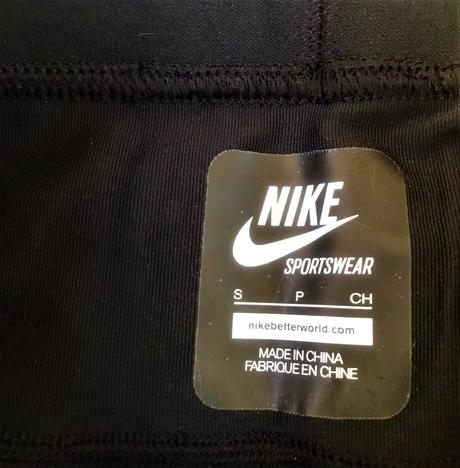 NIKE
SPORTSWEAR
S P CH
nikebetterworld.com
MADE IN CHINA
FABRIQUE EN CHINE